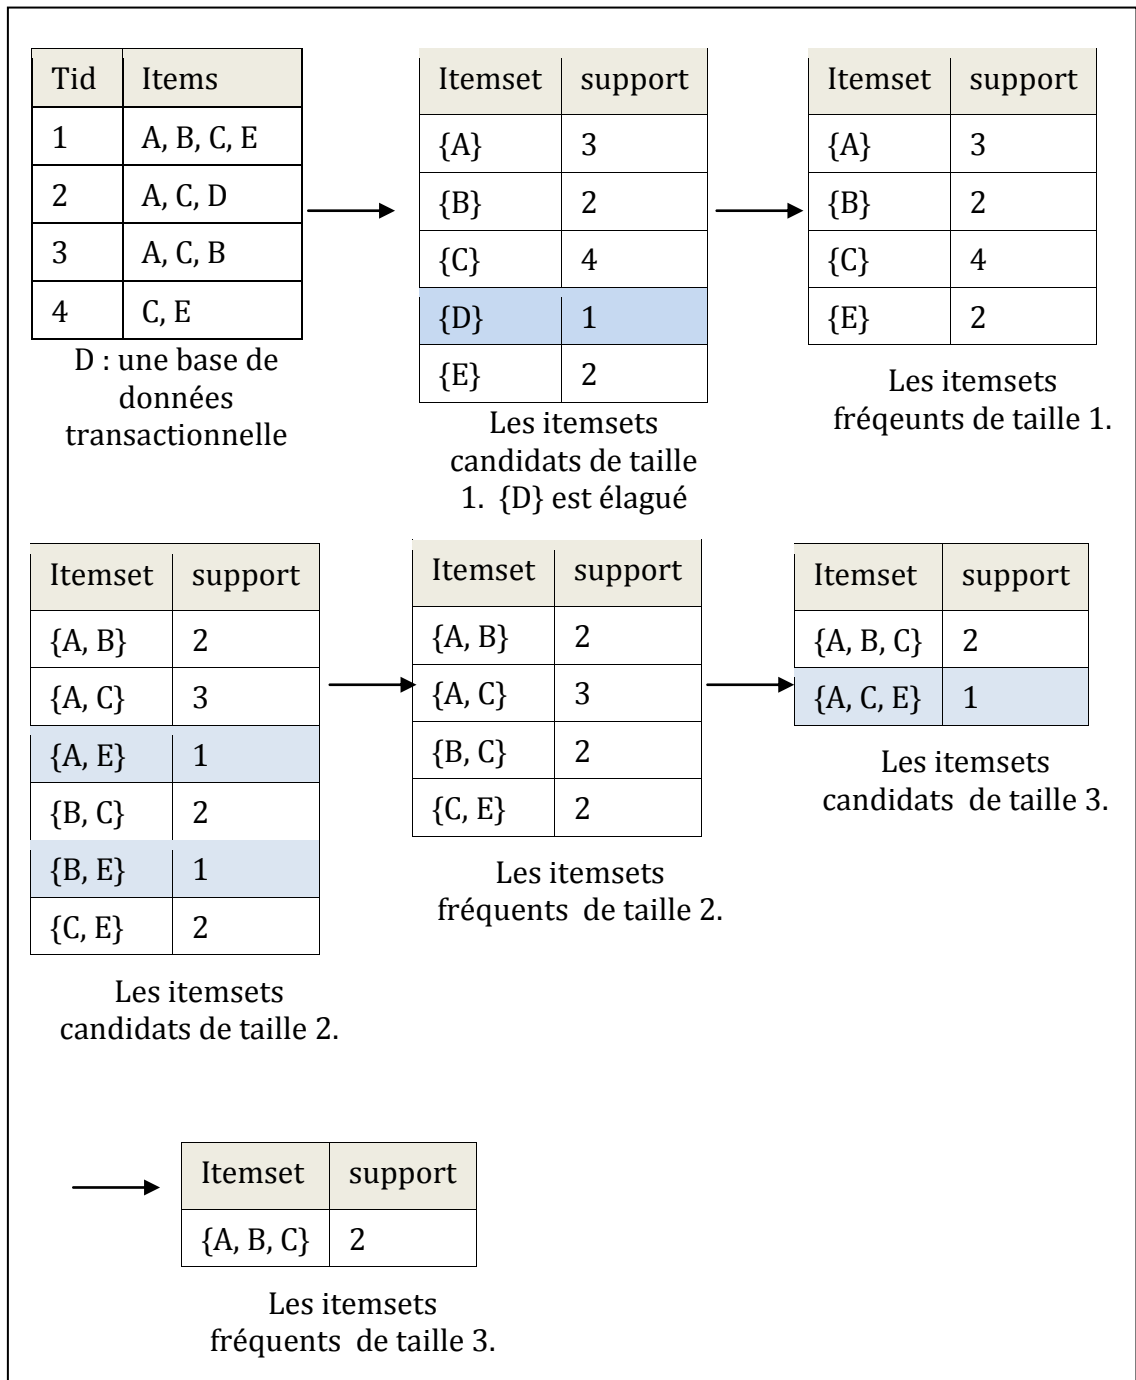 Tid Items
1 A, B, C, E
2 A, C, D
3 A, C, B
4 C, E
D : une base de
données
transactionnelle
Itemset support
{A} 3
{B} 2
{C} 4
{D} 1
{E} 2
Les itemsets
candidats de taille
1. {D} est élagué
Itemset support
{A} 3
{B} 2
{C} 4
{E} 2
Les itemsets
fréqeunts de taille 1.
Itemset support
{A, B} 2
{A, C} 3
{A, E} 1
{B, C} 2
{B, E} 1
{C, E} 2
Les itemsets
candidats de taille 2.
Itemset support
{A, B} 2
{A, C} 3
{B, C} 2
{C, E} 2
Les itemsets
fréquents de taille 2.
Itemset support
{A, B, C} 2
{A, C, E} 1
Les itemsets
candidats de taille 3.
Itemset support
{A, B, C} 2
Les itemsets
fréquents de taille 3.